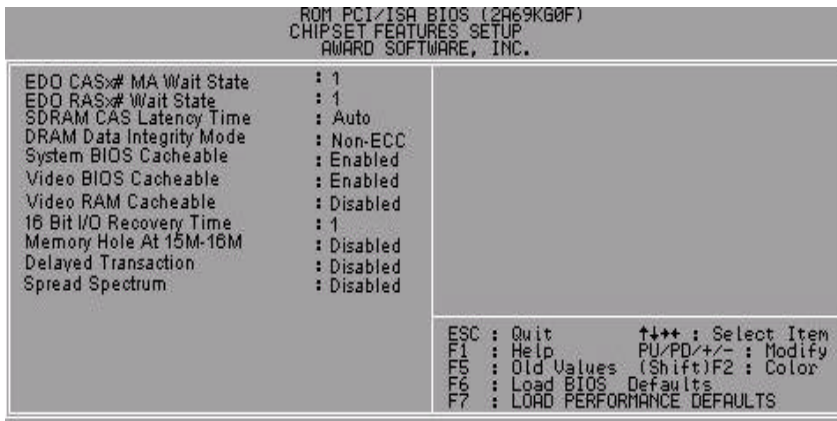 ROM PCI/ISA BIOS (2A69KG0F)
CHIPSET FEATURES SETUP
AWARD SOFTWARE, INC.
EDO CASx# MA Wait State : 1
EDO RASx# Wait State : 1
SDRAM CAS Latency Time : Auto
DRAM Data Integrity Mode : Non-ECC
System BIOS Cacheable : Enabled
Video BIOS Cacheable : Enabled
Video RAM Cacheable : Disabled
16 Bit I/O Recovery Time : 1
Memory Hole At 15M-16M : Disabled
Delayed Transaction : Disabled
Spread Spectrum : Disabled
ESC : Quit ↑↓→← : Select Item
F1 : Help PU/PD/+/- : Modify
F5 : Old Values (Shift)F2 : Color
F6 : Load BIOS Defaults
F7 : LOAD PERFORMANCE DEFAULTS